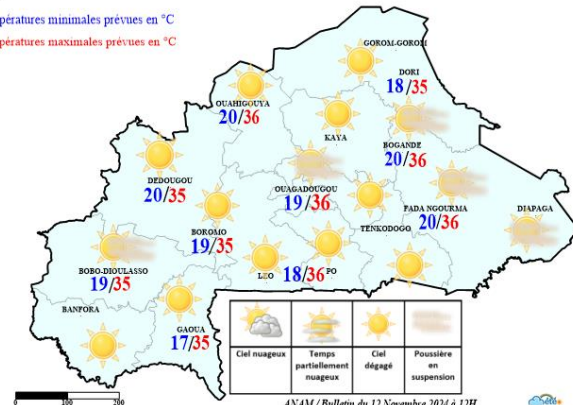 pératures minimales prévues en °C
pératures maximales prévues en °C
GOROM-GOROM
DORI
18/35
OUAHIGOUYA
20/36
KAYA
BOGANDE
20/36
DEDOUGOU
20/35
OUAGADOUGOU
19/36
FADA NGOURMA
20/36
DIAPAGA
BOROMO
19/35
TENKODOGO
BOBO-DIOULASSO
19/35
LEO
18/36 PO
BANFORA
GAOUA
17/35
Ciel nuageux
Temps partiellement nuageux
Ciel dégagé
Poussière en suspension
0 100 200
ANAM / Bulletin du 12 Novembre 2024 à 12H